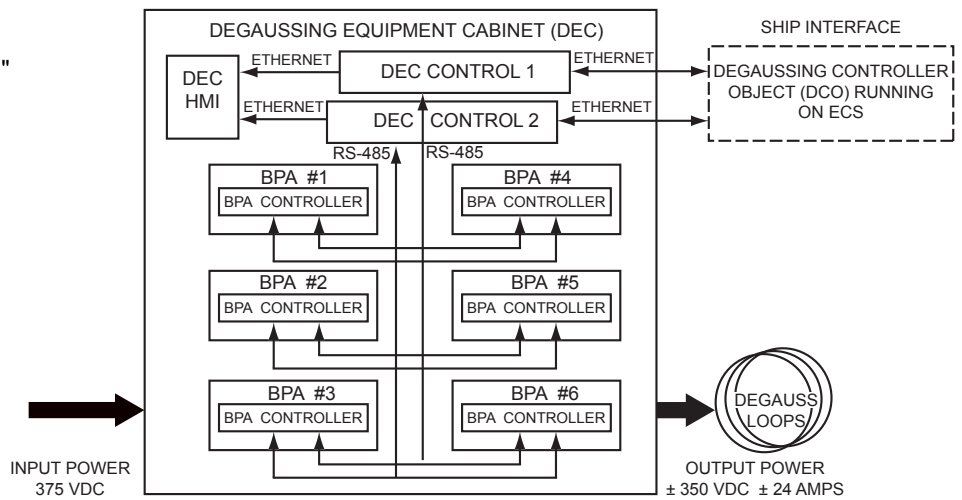 "
DEGAUSSING EQUIPMENT CABINET (DEC)
SHIP INTERFACE
DEC
HMI
ETHERNET
DEC CONTROL 1
ETHERNET
DEGAUSSING CONTROLLER
OBJECT (DCO) RUNNING
ON ECS
ETHERNET
DEC CONTROL 2
ETHERNET
RS-485
RS-485
BPA #1
BPA CONTROLLER
BPA #4
BPA CONTROLLER
BPA #2
BPA CONTROLLER
BPA #5
BPA CONTROLLER
BPA #3
BPA CONTROLLER
BPA #6
BPA CONTROLLER
DEGAUSS
LOOPS
INPUT POWER
375 VDC
OUTPUT POWER
± 350 VDC ± 24 AMPS